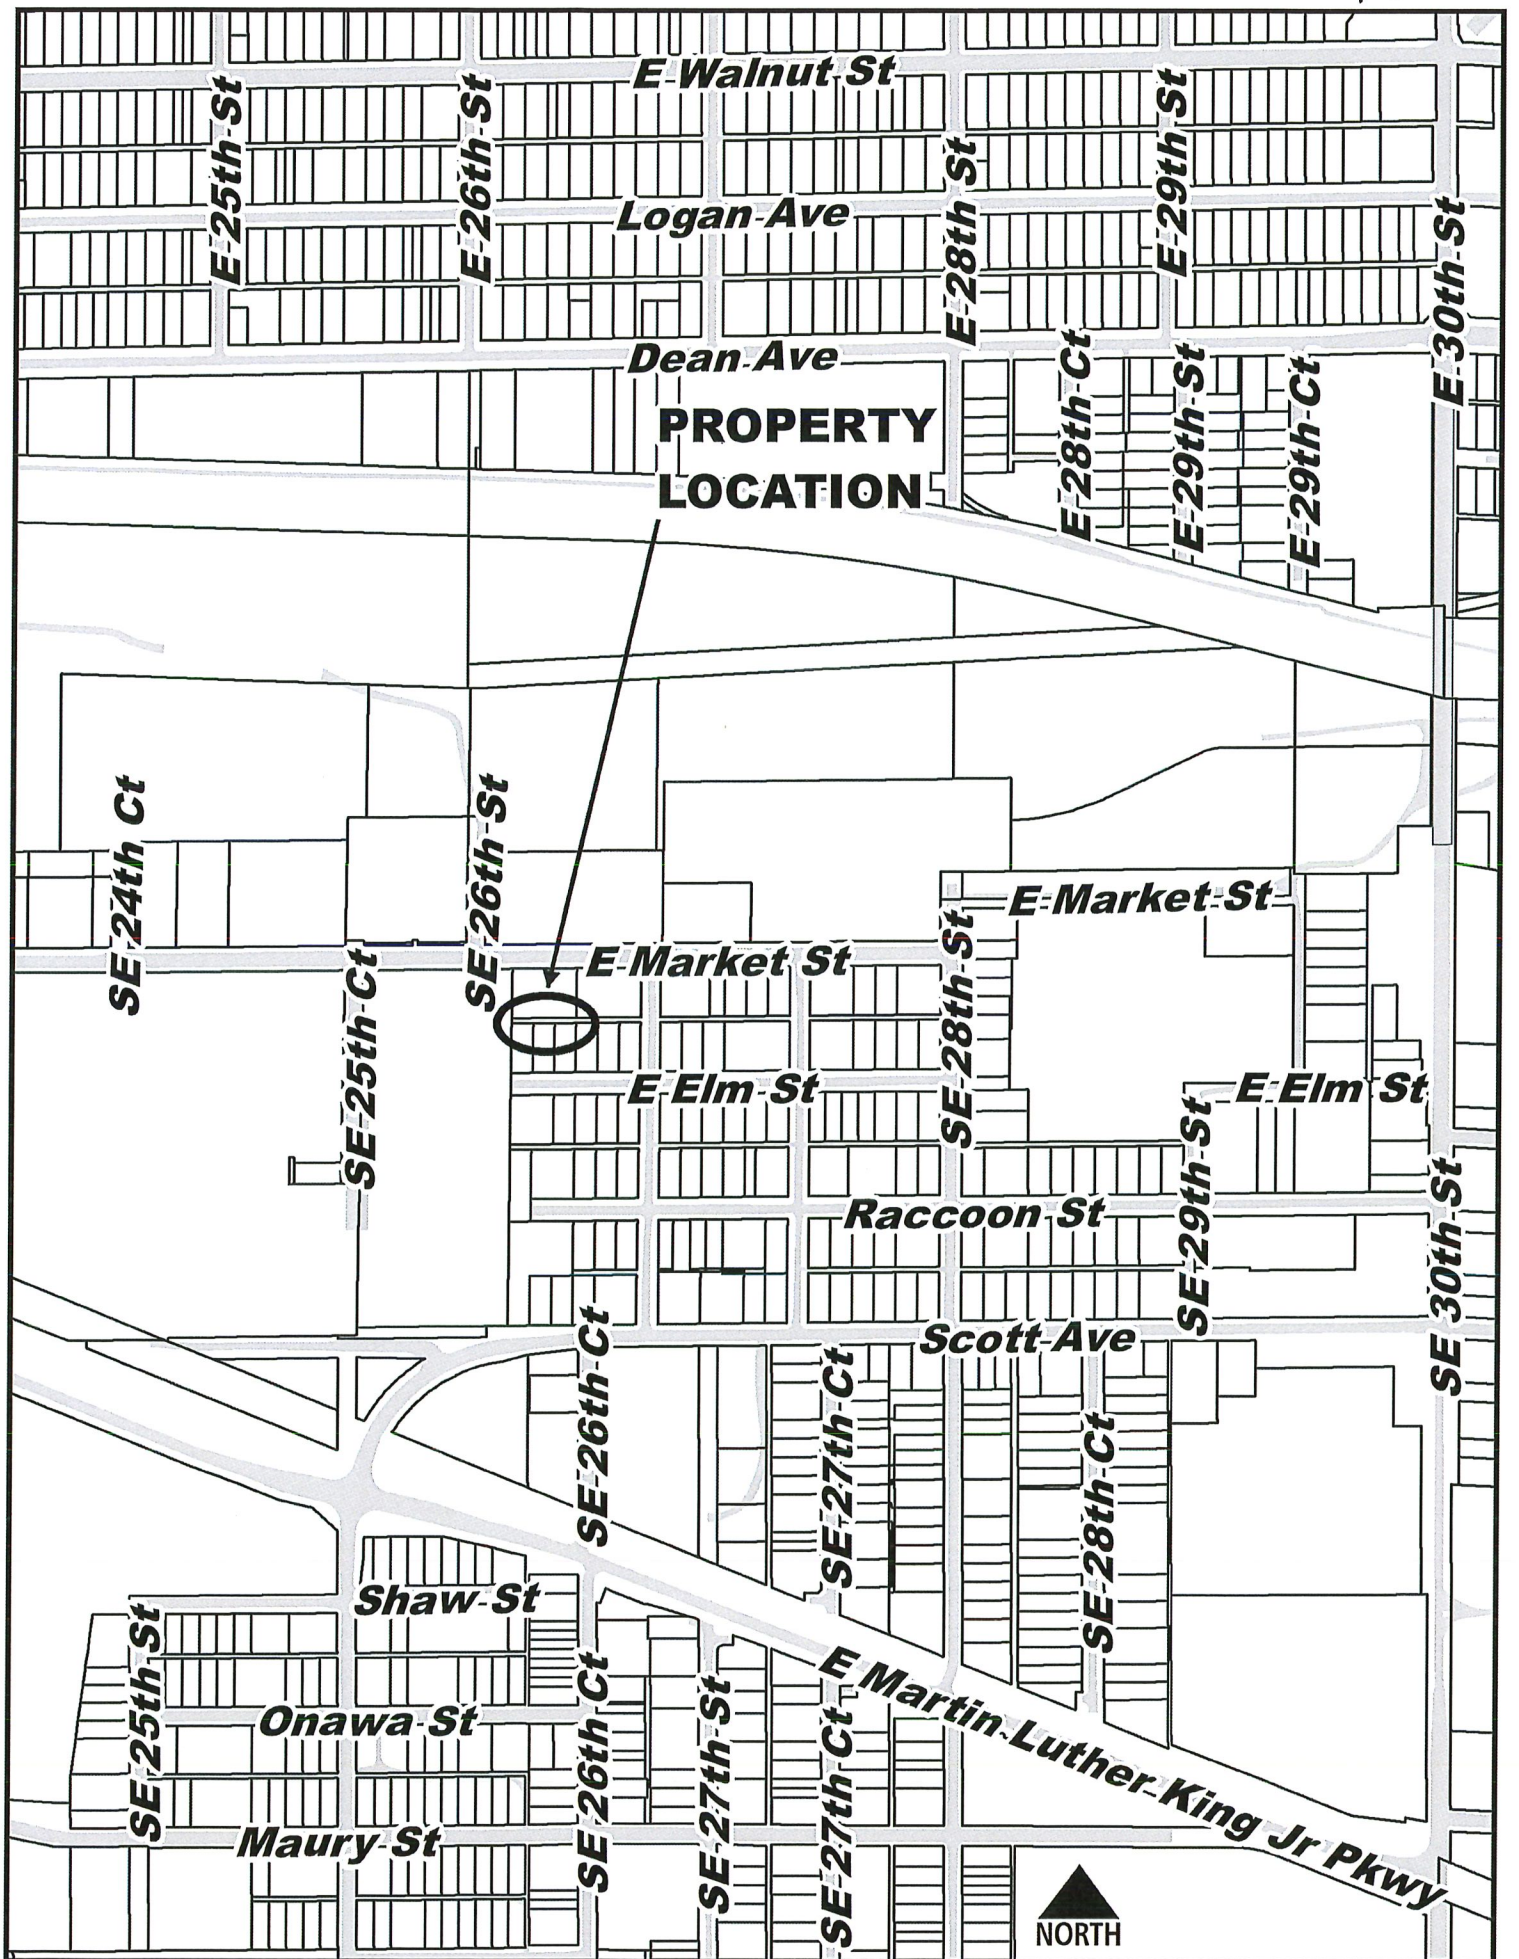 E Walnut St
E 25th St
E 26th St
E 28th St
E 29th St
E 30th St
Logan Ave
Dean Ave
E 28th Ct
E 29th St
E 29th Ct
PROPERTY
LOCATION
SE 24th Ct
SE 26th St
E Market St
E Market St
SE 25th Ct
SE 28th St
E Elm St
E Elm St
SE 29th St
Raccoon St
SE 30th St
Scott Ave
SE 26th Ct
SE 27th Ct
SE 28th Ct
Shaw St
SE 25th St
Onawa St
SE 26th Ct
SE 27th St
SE 27th Ct
E Martin Luther King Jr Pkwy
Maury St
NORTH